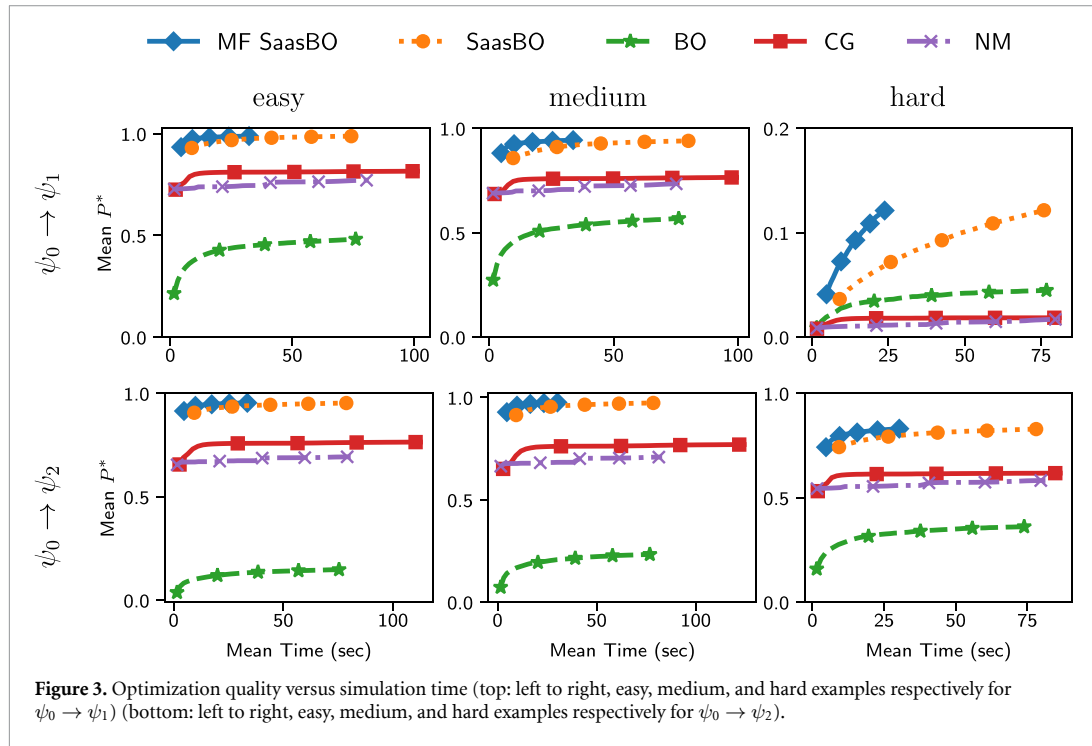 MF SaasBO SaasBO BO CG NM
easy medium hard
ψ₀ → ψ₁
Mean P*
1.0
0.5
0.0
0 50 100
1.0
0.5
0.0
0 50 100
0.2
0.1
0.0
0 25 50 75
ψ₀ → ψ₂
Mean P*
1.0
0.5
0.0
0 50 100
Mean Time (sec)
1.0
0.5
0.0
0 50 100
Mean Time (sec)
1.0
0.5
0.0
0 25 50 75
Mean Time (sec)
Figure 3. Optimization quality versus simulation time (top: left to right, easy, medium, and hard examples respectively for
ψ₀ → ψ₁) (bottom: left to right, easy, medium, and hard examples respectively for ψ₀ → ψ₂).